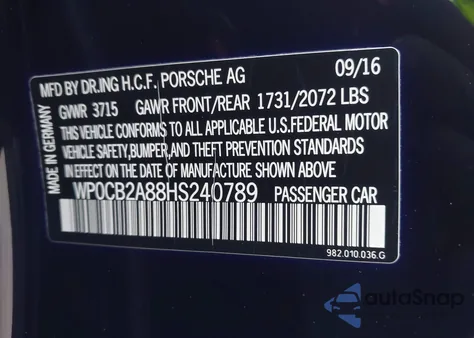 MFD BY DR.ING H.C.F. PORSCHE AG 09/16
GVWR 3715 GAWR FRONT/REAR 1731/2072 LBS
THIS VEHICLE CONFORMS TO ALL APPLICABLE U.S.FEDERAL MOTOR
VEHICLE SAFETY,BUMPER,AND THEFT PREVENTION STANDARDS
IN EFFECT ON THE DATE OF MANUFACTURE SHOWN ABOVE.
WP0CB2A88HS240789 PASSENGER CAR
MADE IN GERMANY
982.010.036.G
autoSnap